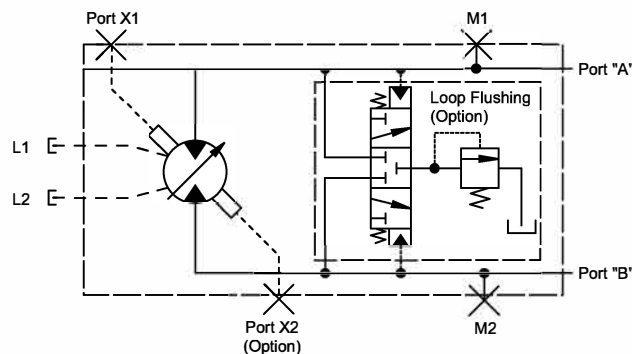 Port X1
M1
Port "A"
Loop Flushing
(Option)
L1
L2
Port "B"
Port X2
(Option)
M2